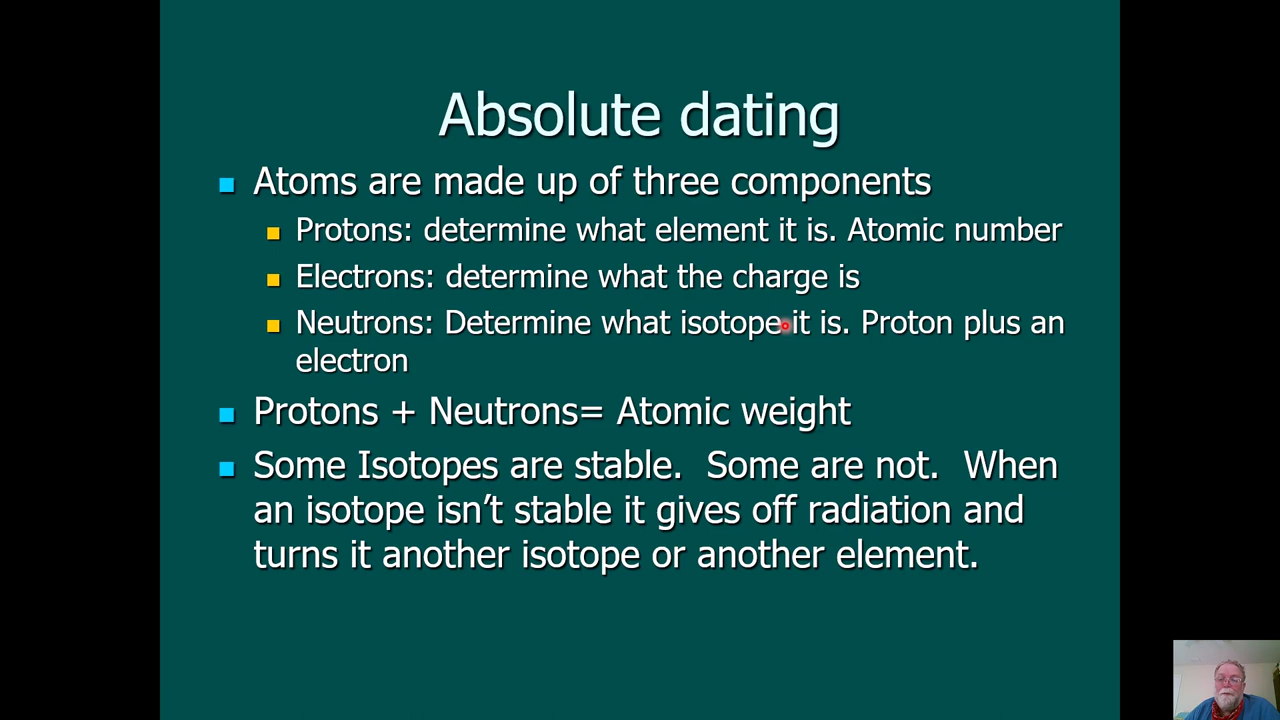 Absolute dating
Atoms are made up of three components
Protons: determine what element it is. Atomic number
Electrons: determine what the charge is
Neutrons: Determine what isotope it is. Proton plus an
electron
Protons + Neutrons= Atomic weight
Some Isotopes are stable.  Some are not.  When
an isotope isn’t stable it gives off radiation and
turns it another isotope or another element.